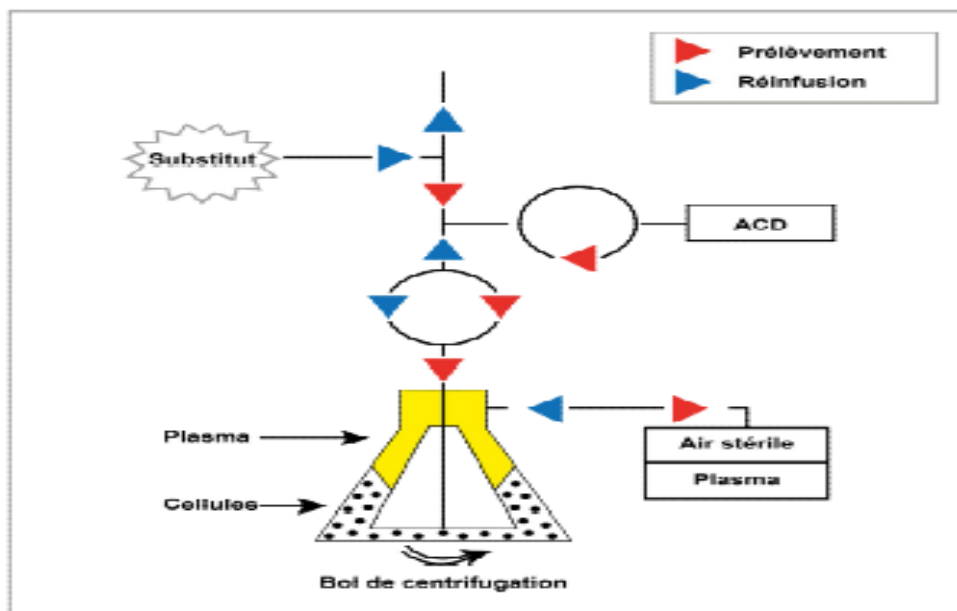 Prélèvement
Réinfusion
Substitut
ACD
Plasma
Air stérile
Plasma
Cellules
Bol de centrifugation